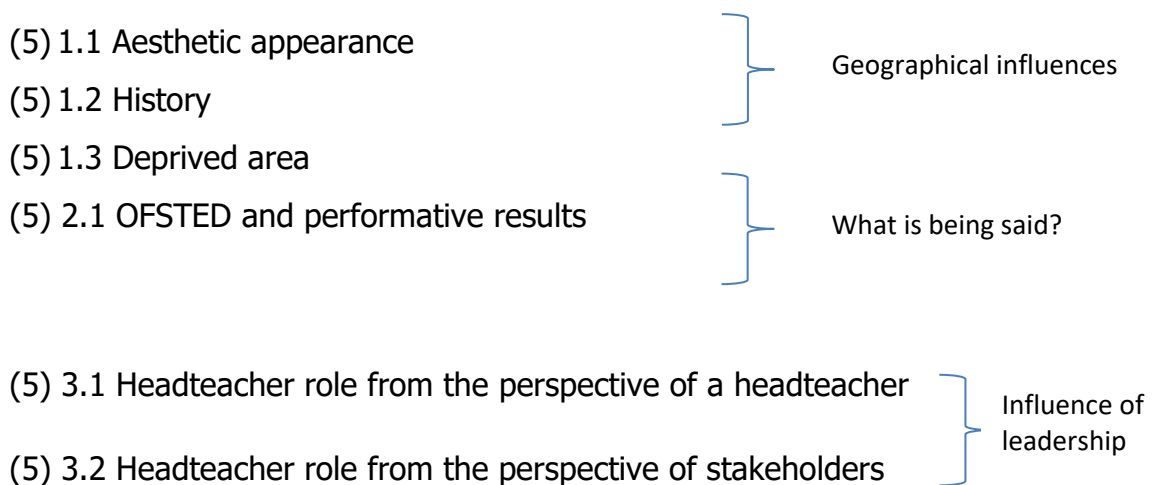 (5) 1.1 Aesthetic appearance
Geographical influences
(5) 1.2 History
(5) 1.3 Deprived area
(5) 2.1 OFSTED and performative results
What is being said?
(5) 3.1 Headteacher role from the perspective of a headteacher
Influence of
leadership
(5) 3.2 Headteacher role from the perspective of stakeholders